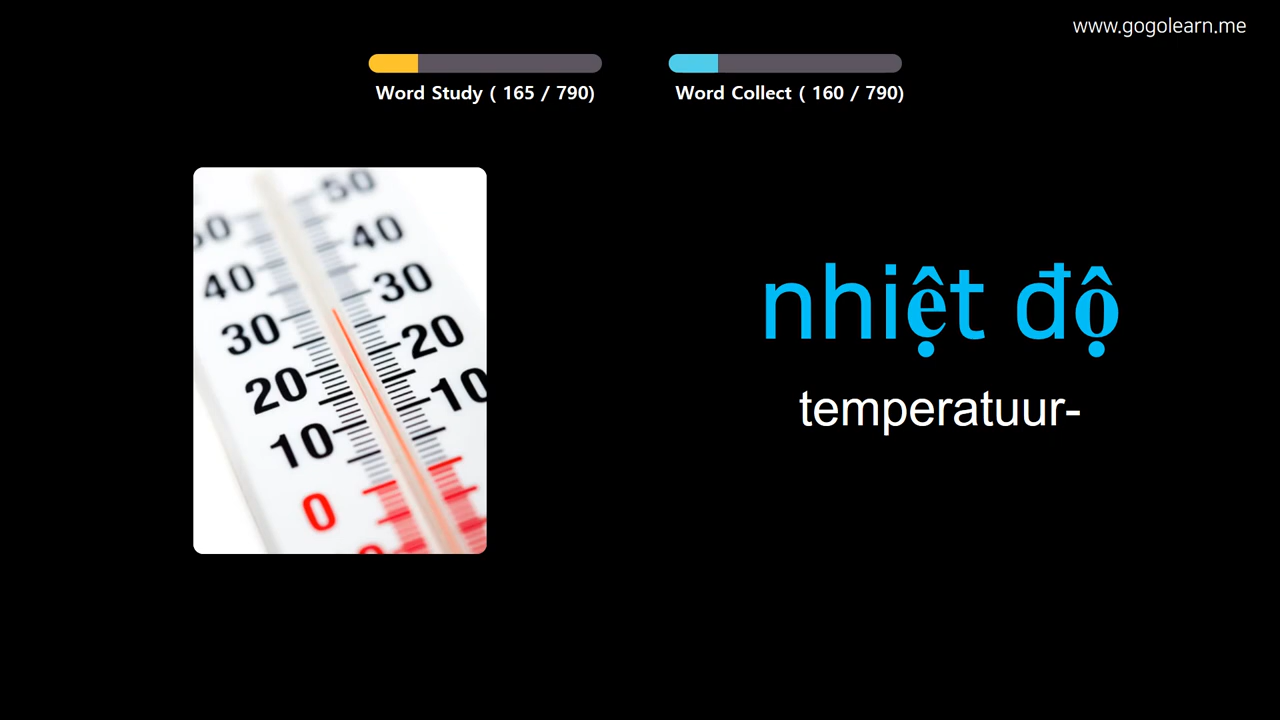 www.gogolearn.me
Word Study ( 165 / 790)
Word Collect ( 160 / 790)
50
50
40
40
30
30
20
20
10
10
0
nhiệt độ
temperatuur-